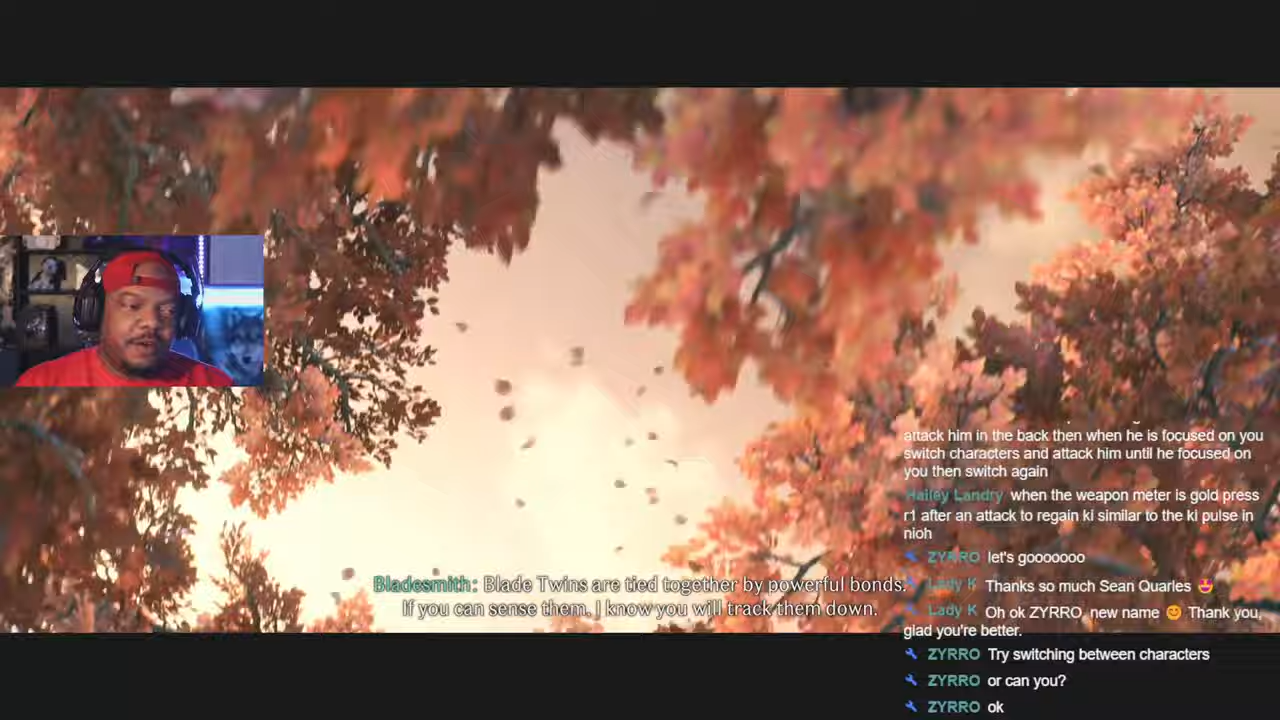 attack him in the back then when he is focused on you
switch characters and attack him until he focused on
you then switch again
Hailey Landry when the weapon meter is gold press
r1 after an attack to regain ki similar to the ki pulse in
nioh
ZYRRO let's gooooooo
Bladesmith: Blade Twins are tied together by powerful bonds.
If you can sense them, I know you will track them down.
Lady K Thanks so much Sean Quarles 🤩
Lady K Oh ok ZYRRO, new name 😊 Thank you,
glad you're better.
ZYRRO Try switching between characters
ZYRRO or can you?
ZYRRO ok